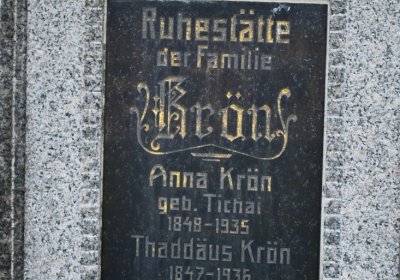 Ruhestätte
der Familie
Krön
Anna Krön
geb. Tichai
1848-1935
Thaddäus Krön
1847-1936